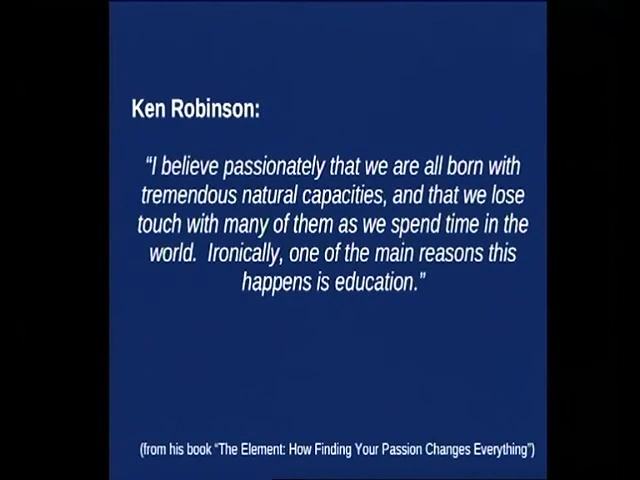 Ken Robinson:
“I believe passionately that we are all born with
tremendous natural capacities, and that we lose
touch with many of them as we spend time in the
world.  Ironically, one of the main reasons this
happens is education.”
(from his book “The Element: How Finding Your Passion Changes Everything”)